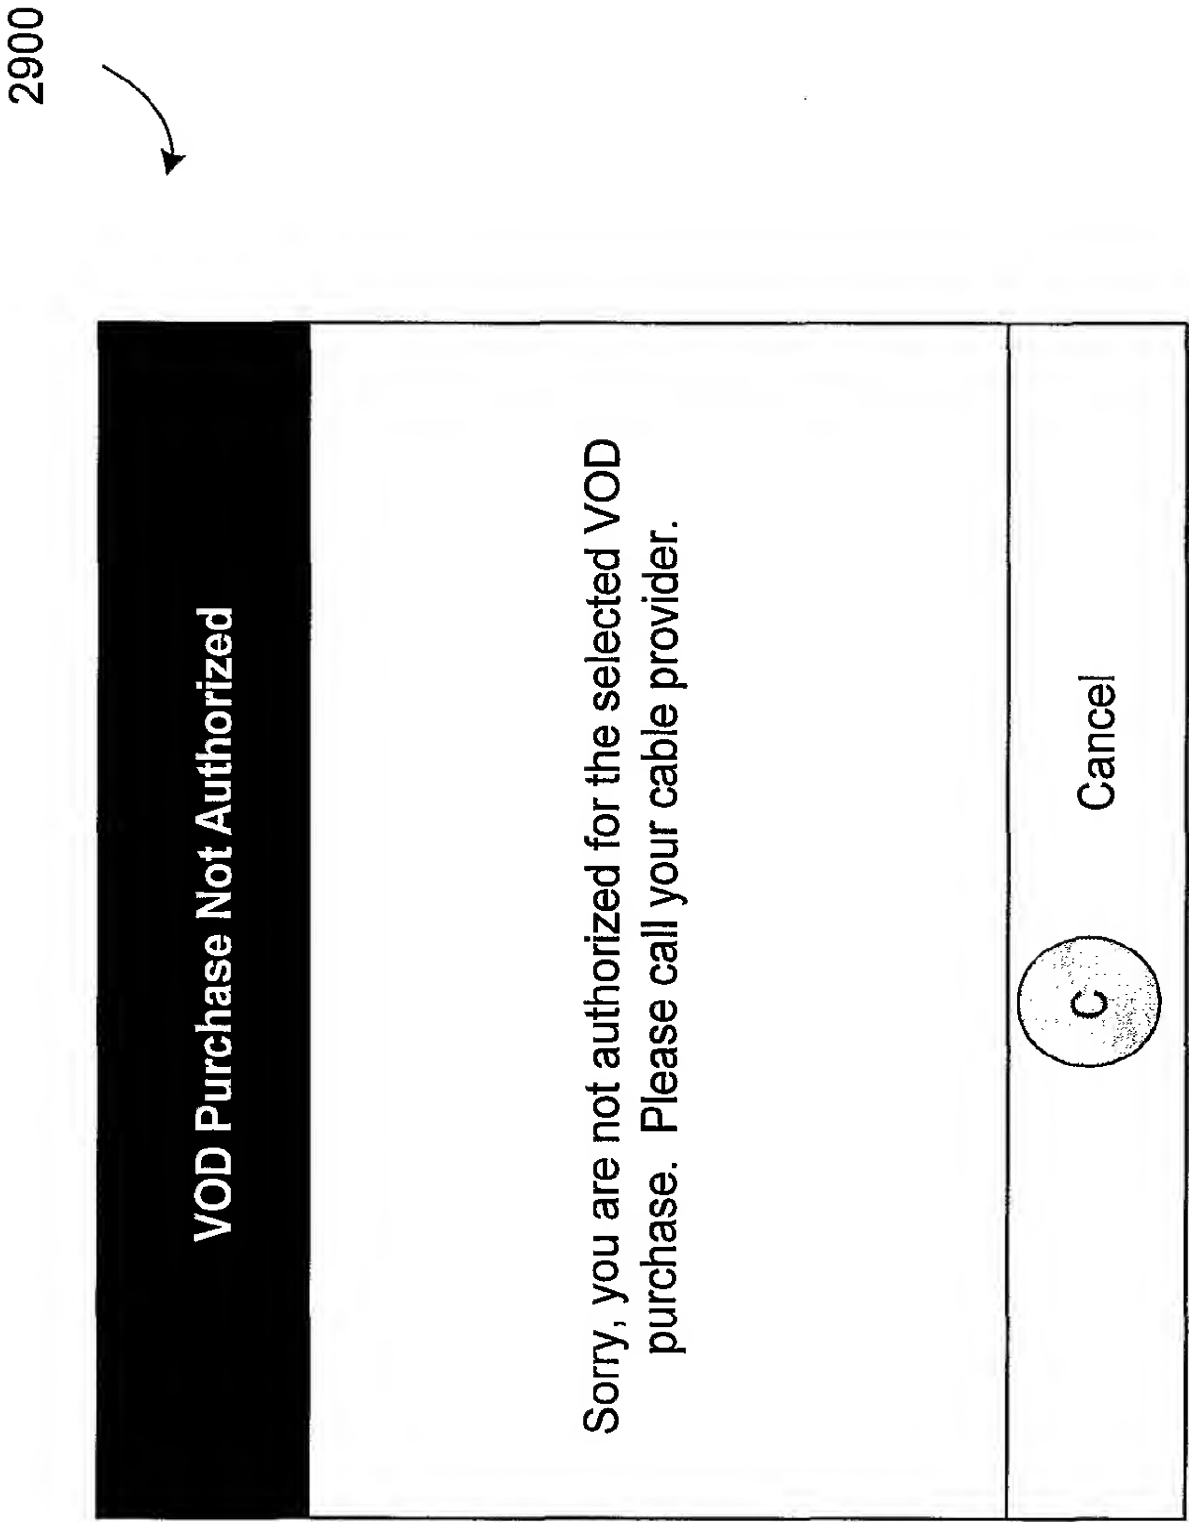 2900
VOD Purchase Not Authorized
Sorry, you are not authorized for the selected VOD
purchase.  Please call your cable provider.
C Cancel